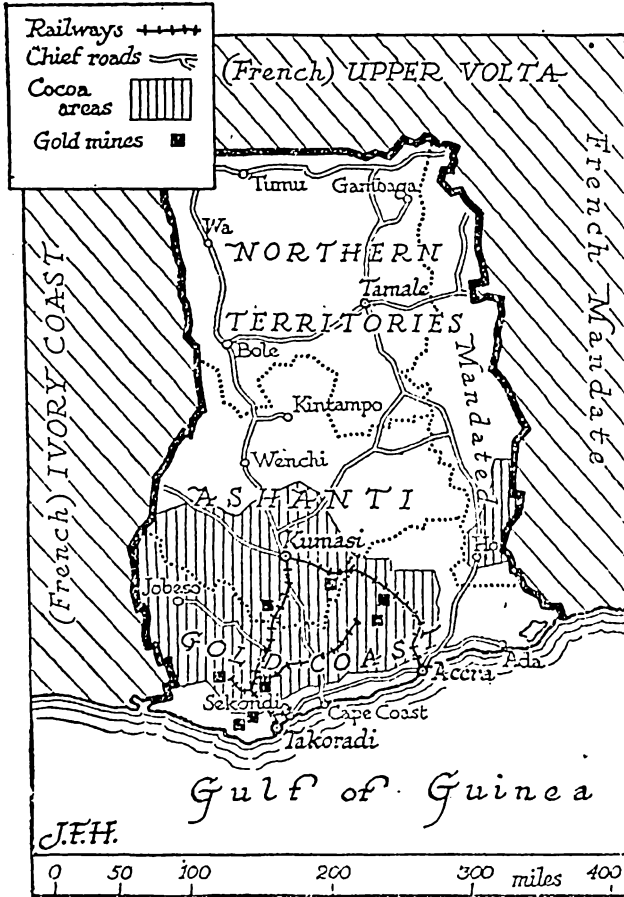 Railways
Chief roads
Cocoa
areas
Gold mines
(French) UPPER VOLTA
French Mandate
(French) IVORY COAST
Tumu
Gambaga
Wa
NORTHERN
Tamale
TERRITORIES
Bole
Mandated
Kintampo
Wenchi
ASHANTI
Kumasi
Ho
Jobeso
GOLD COAST
Ada
Accra
Sekondi
Cape Coast
Takoradi
Gulf of Guinea
J.F.H.
0 50 100 200 300 miles 400